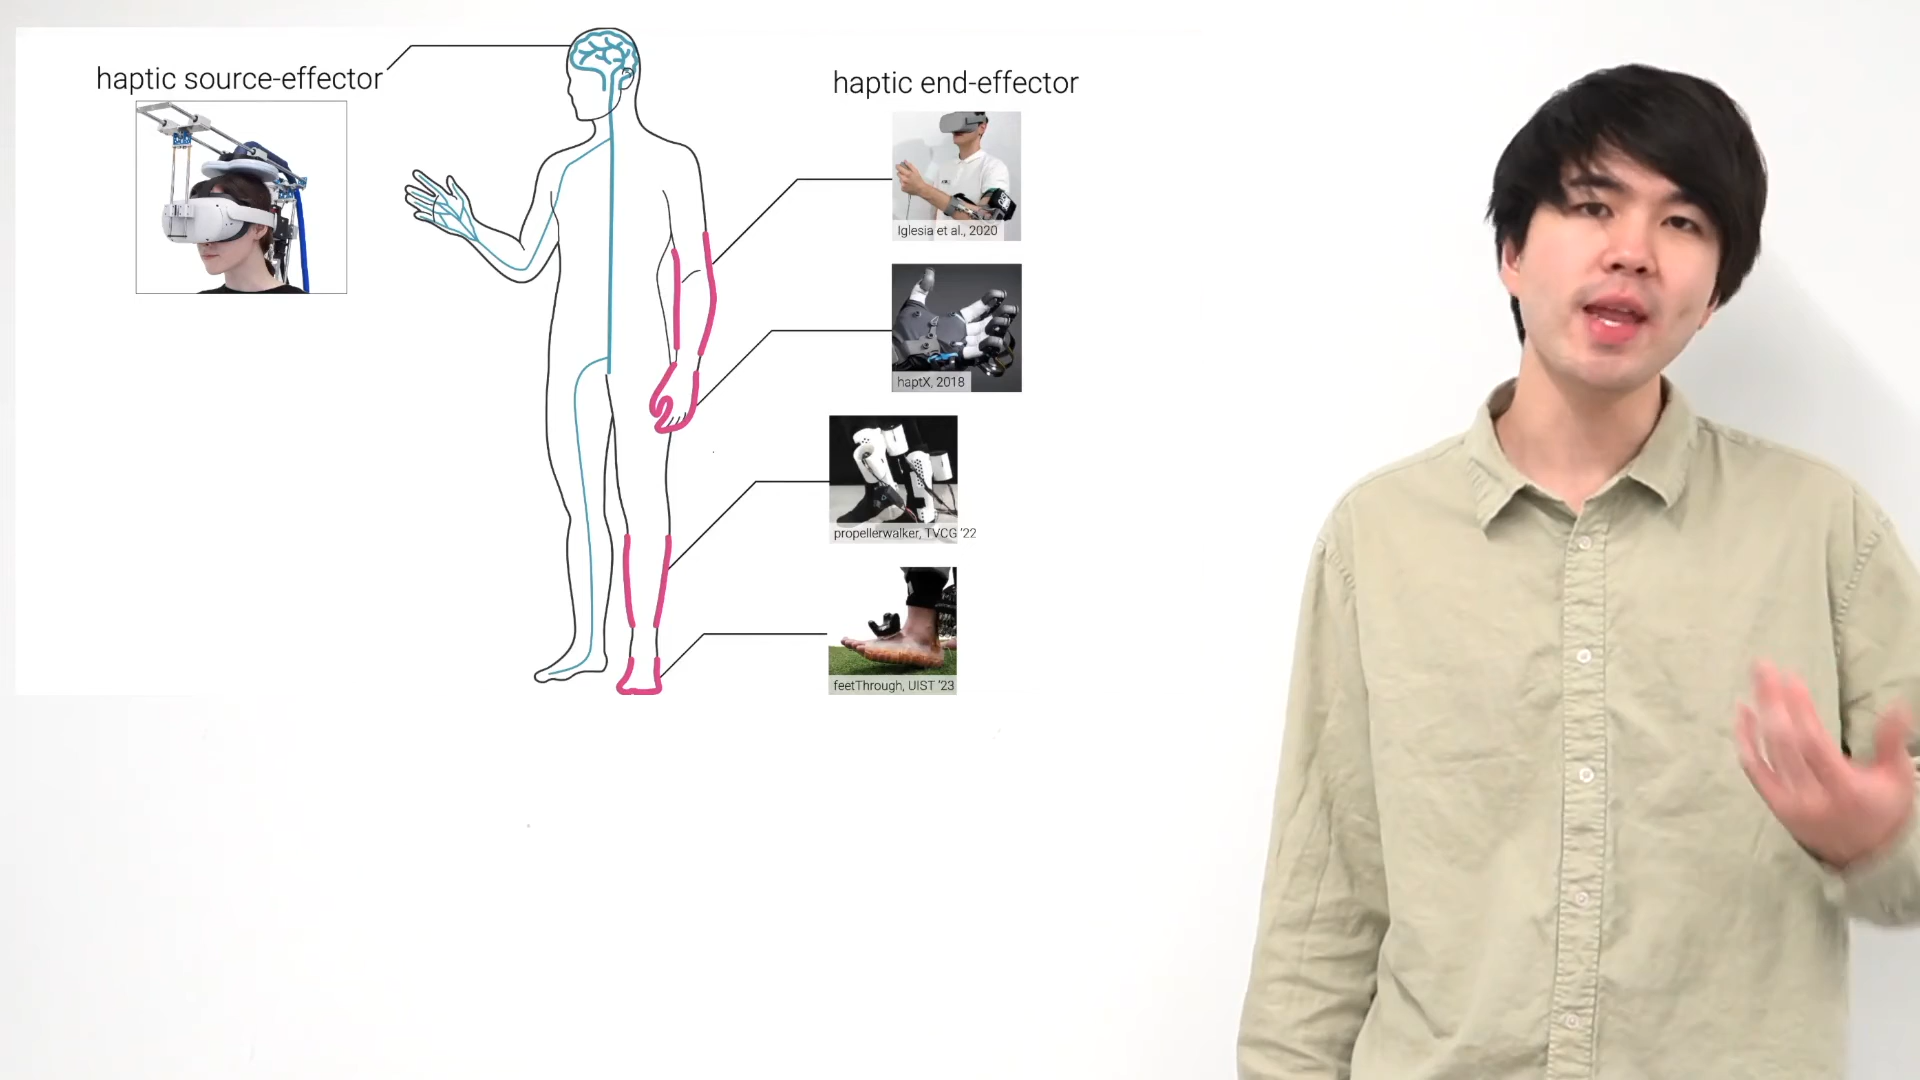 haptic source-effector
haptic end-effector
Iglesia et al., 2020
haptX, 2018
propellerwalker, TVCG '22
feetThrough, UIST '23